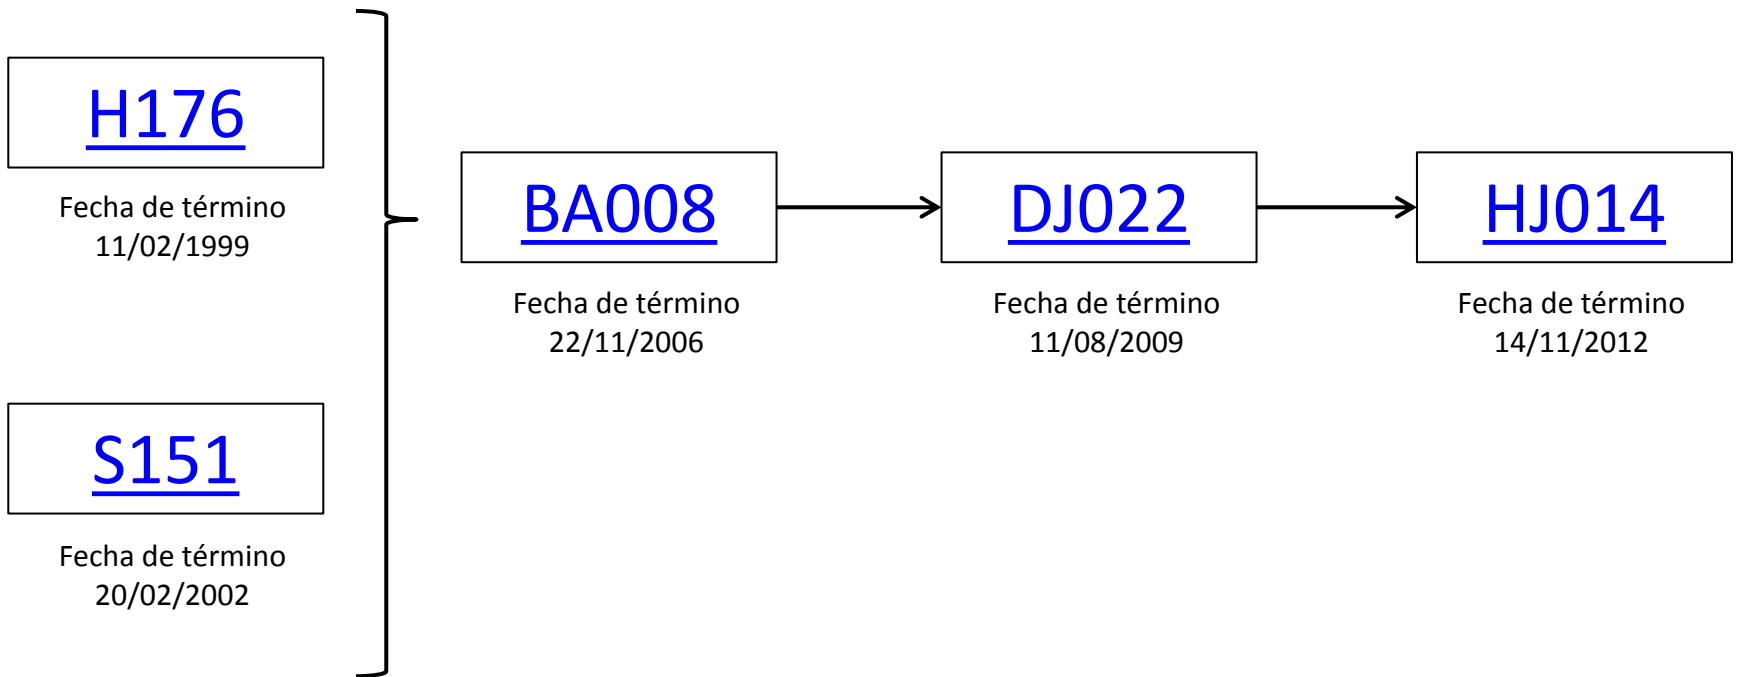 H176
Fecha de término
11/02/1999
S151
Fecha de término
20/02/2002
BA008
Fecha de término
22/11/2006
DJ022
Fecha de término
11/08/2009
HJ014
Fecha de término
14/11/2012